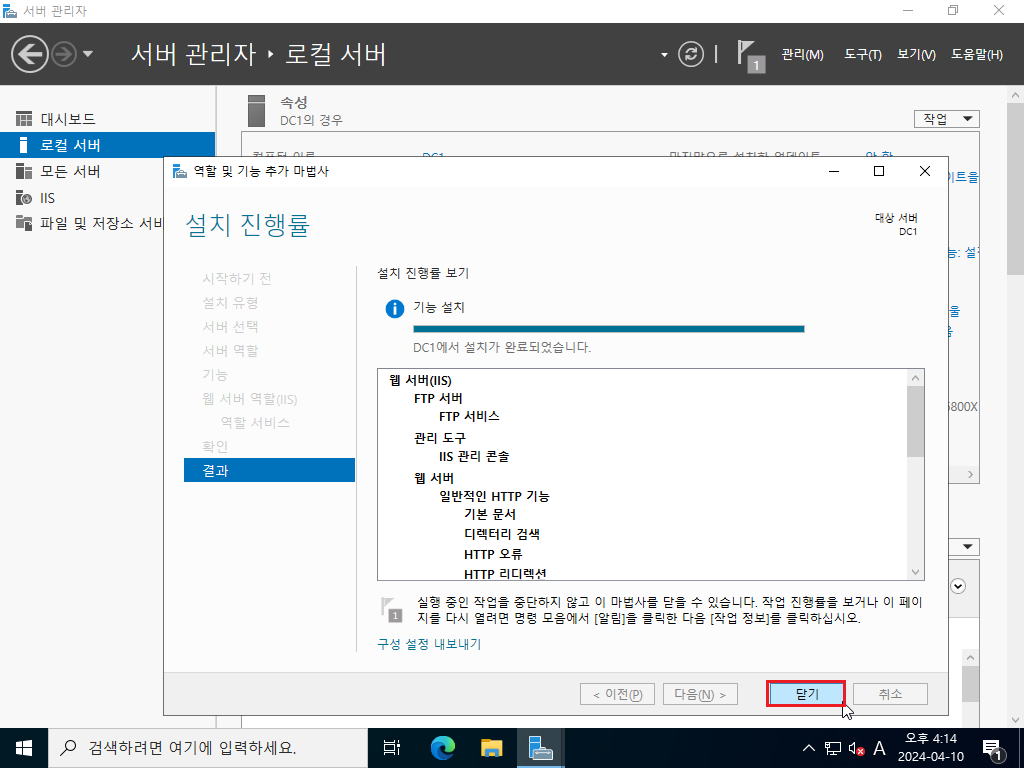 서버 관리자
서버 관리자 ‣ 로컬 서버
1
관리(M) 도구(T) 보기(V) 도움말(H)
대시보드
로컬 서버
모든 서버
IIS
파일 및 저장소 서비
속성
DC1의 경우
작업
역할 및 기능 추가 마법사
설치 진행률
대상 서버
DC1
시작하기 전
설치 유형
서버 선택
서버 역할
기능
웹 서버 역할(IIS)
역할 서비스
확인
결과
설치 진행률 보기
기능 설치
DC1에서 설치가 완료되었습니다.
웹 서버(IIS)
FTP 서버
FTP 서비스
관리 도구
IIS 관리 콘솔
웹 서버
일반적인 HTTP 기능
기본 문서
디렉터리 검색
HTTP 오류
HTTP 리디렉션
1
실행 중인 작업을 중단하지 않고 이 마법사를 닫을 수 있습니다. 작업 진행률을 보거나 이 페이
지를 다시 열려면 명령 모음에서 [알림]을 클릭한 다음 [작업 정보]를 클릭하십시오.
구성 설정 내보내기
< 이전(P) 다음(N) > 닫기 취소
이트을
5800X
검색하려면 여기에 입력하세요.
A
오후 4:14
2024-04-10
1